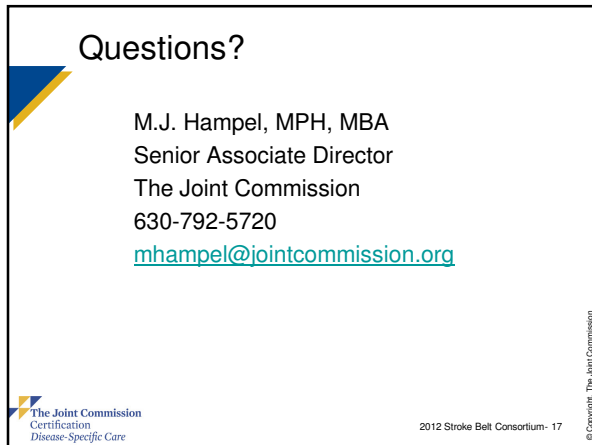 Questions?
M.J. Hampel, MPH, MBA
Senior Associate Director
The Joint Commission
630-792-5720
mhampel@jointcommission.org
The Joint Commission
Certification
Disease-Specific Care
2012 Stroke Belt Consortium- 17
© Copyright, The Joint Commission